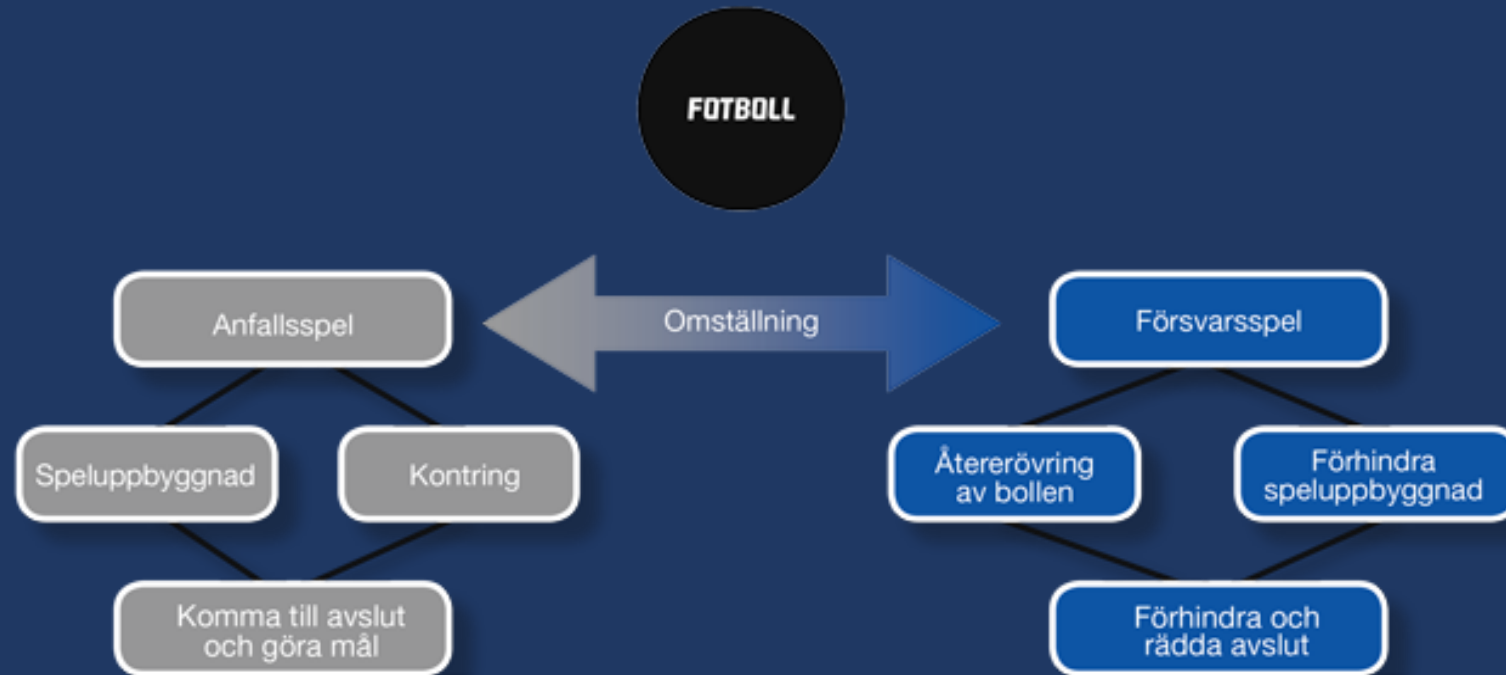 FOTBOLL
Anfallsspel
Omställning
Försvarsspel
Speluppbyggnad
Kontring
Återerövring
av bollen
Förhindra
speluppbyggnad
Komma till avslut
och göra mål
Förhindra och
rädda avslut